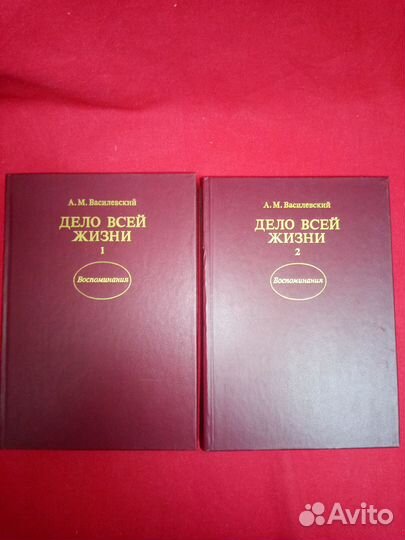 А. М. Василевский
ДЕЛО ВСЕЙ
ЖИЗНИ
1
Воспоминания
А. М. Василевский
ДЕЛО ВСЕЙ
ЖИЗНИ
2
Воспоминания
Avito